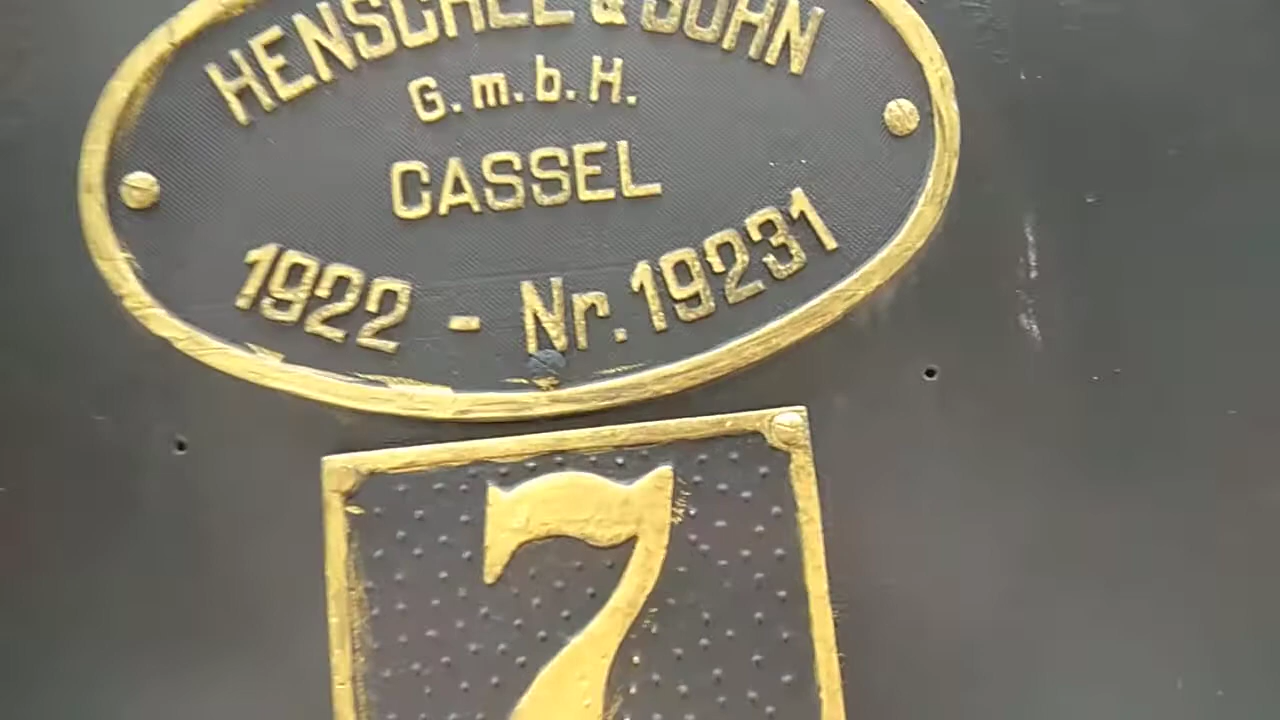 HENSCHEL & SOHN
G.m.b.H.
CASSEL
1922 - Nr. 19231
7